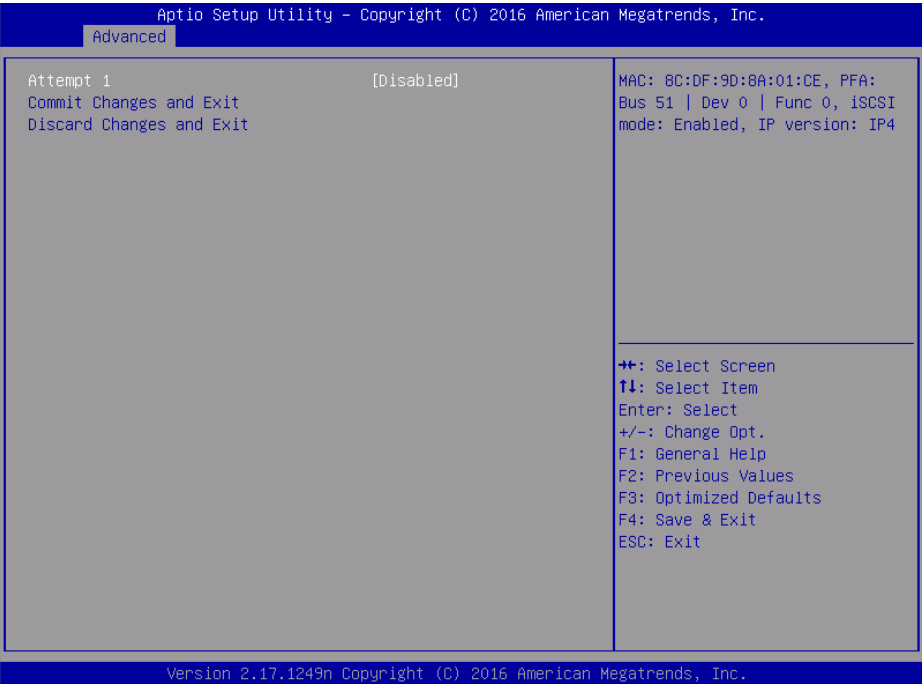 Aptio Setup Utility – Copyright (C) 2016 American Megatrends, Inc.
Advanced
Attempt 1 [Disabled]
Commit Changes and Exit
Discard Changes and Exit
MAC: 8C:DF:9D:8A:01:CE, PFA:
Bus 51 | Dev 0 | Func 0, iSCSI
mode: Enabled, IP version: IP4
→←: Select Screen
↑↓: Select Item
Enter: Select
+/-: Change Opt.
F1: General Help
F2: Previous Values
F3: Optimized Defaults
F4: Save & Exit
ESC: Exit
Version 2.17.1249n Copyright (C) 2016 American Megatrends, Inc.